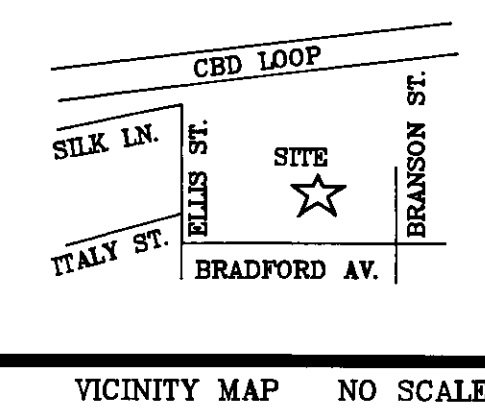 CBD LOOP
SILK LN.
ELLIS ST.
SITE
BRANSON ST.
ITALY ST.
BRADFORD AV.
VICINITY MAP NO SCALE